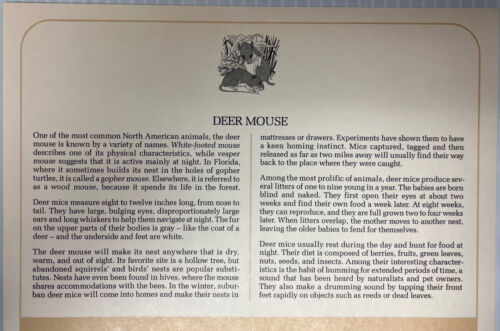 DEER MOUSE
One of the most common North American animals, the deer
mouse is known by a variety of names. White-footed mouse
describes one of its physical characteristics, while vesper
mouse suggests that it is active mainly at night. In Florida,
where it sometimes builds its nest in the holes of gopher
turtles, it is called a gopher mouse. Elsewhere, it is referred to
as a wood mouse, because it spends its life in the forest.
Deer mice measure eight to twelve inches long, from nose to
tail. They have large, bulging eyes, disproportionately large
ears and long whiskers to help them navigate at night. The fur
on the upper parts of their bodies is gray – like the coat of a
deer – and the underside and feet are white.
The deer mouse will make its nest anywhere that is dry,
warm, and out of sight. Its favorite site is a hollow tree, but
abandoned squirrels' and birds' nests are popular substi-
tutes. Nests have even been found in hives, where the mouse
shares accommodations with the bees. In the winter, subur-
ban deer mice will come into homes and make their nests in
mattresses or drawers. Experiments have shown them to have
a keen homing instinct. Mice captured, tagged and then
released as far as two miles away will usually find their way
back to the place where they were caught.
Among the most prolific of animals, deer mice produce sev-
eral litters of one to nine young in a year. The babies are born
blind and naked. They first open their eyes at about two
weeks and find their own food a week later. At eight weeks,
they can reproduce, and they are full grown two to four weeks
later. When litters overlap, the mother moves to another nest,
leaving the older babies to fend for themselves.
Deer mice usually rest during the day and hunt for food at
night. Their diet is composed of berries, fruits, green leaves,
nuts, seeds, and insects. Among their interesting character-
istics is the habit of humming for extended periods of time, a
sound that has been heard by naturalists and pet owners.
They also make a drumming sound by tapping their front
feet rapidly on objects such as reeds or dead leaves.